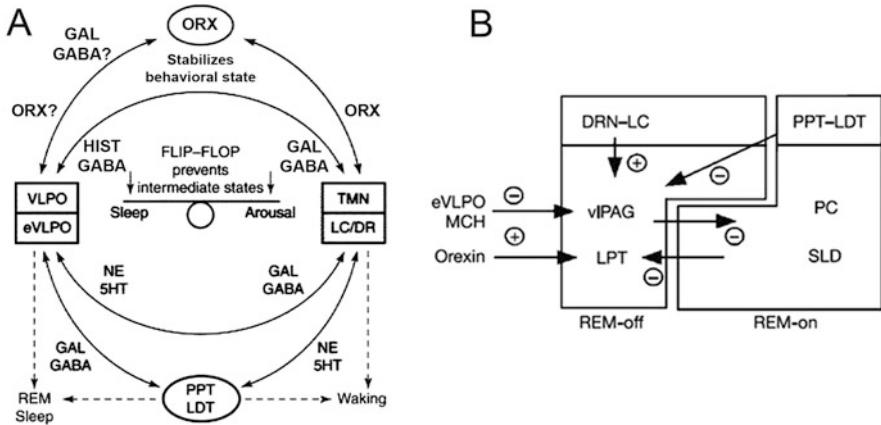 A
ORX
Stabilizes
behavioral state
GAL
GABA?
ORX?
ORX
HIST
GABA
FLIP–FLOP
prevents
intermediate states
GAL
GABA
Sleep
Arousal
VLPO
eVLPO
TMN
LC/DR
NE
5HT
GAL
GABA
GAL
GABA
NE
5HT
REM
Sleep
PPT
LDT
Waking
B
DRN–LC
PPT–LDT
+
−
eVLPO
MCH
−
vlPAG
−
PC
Orexin
+
LPT
−
SLD
REM-off
REM-on